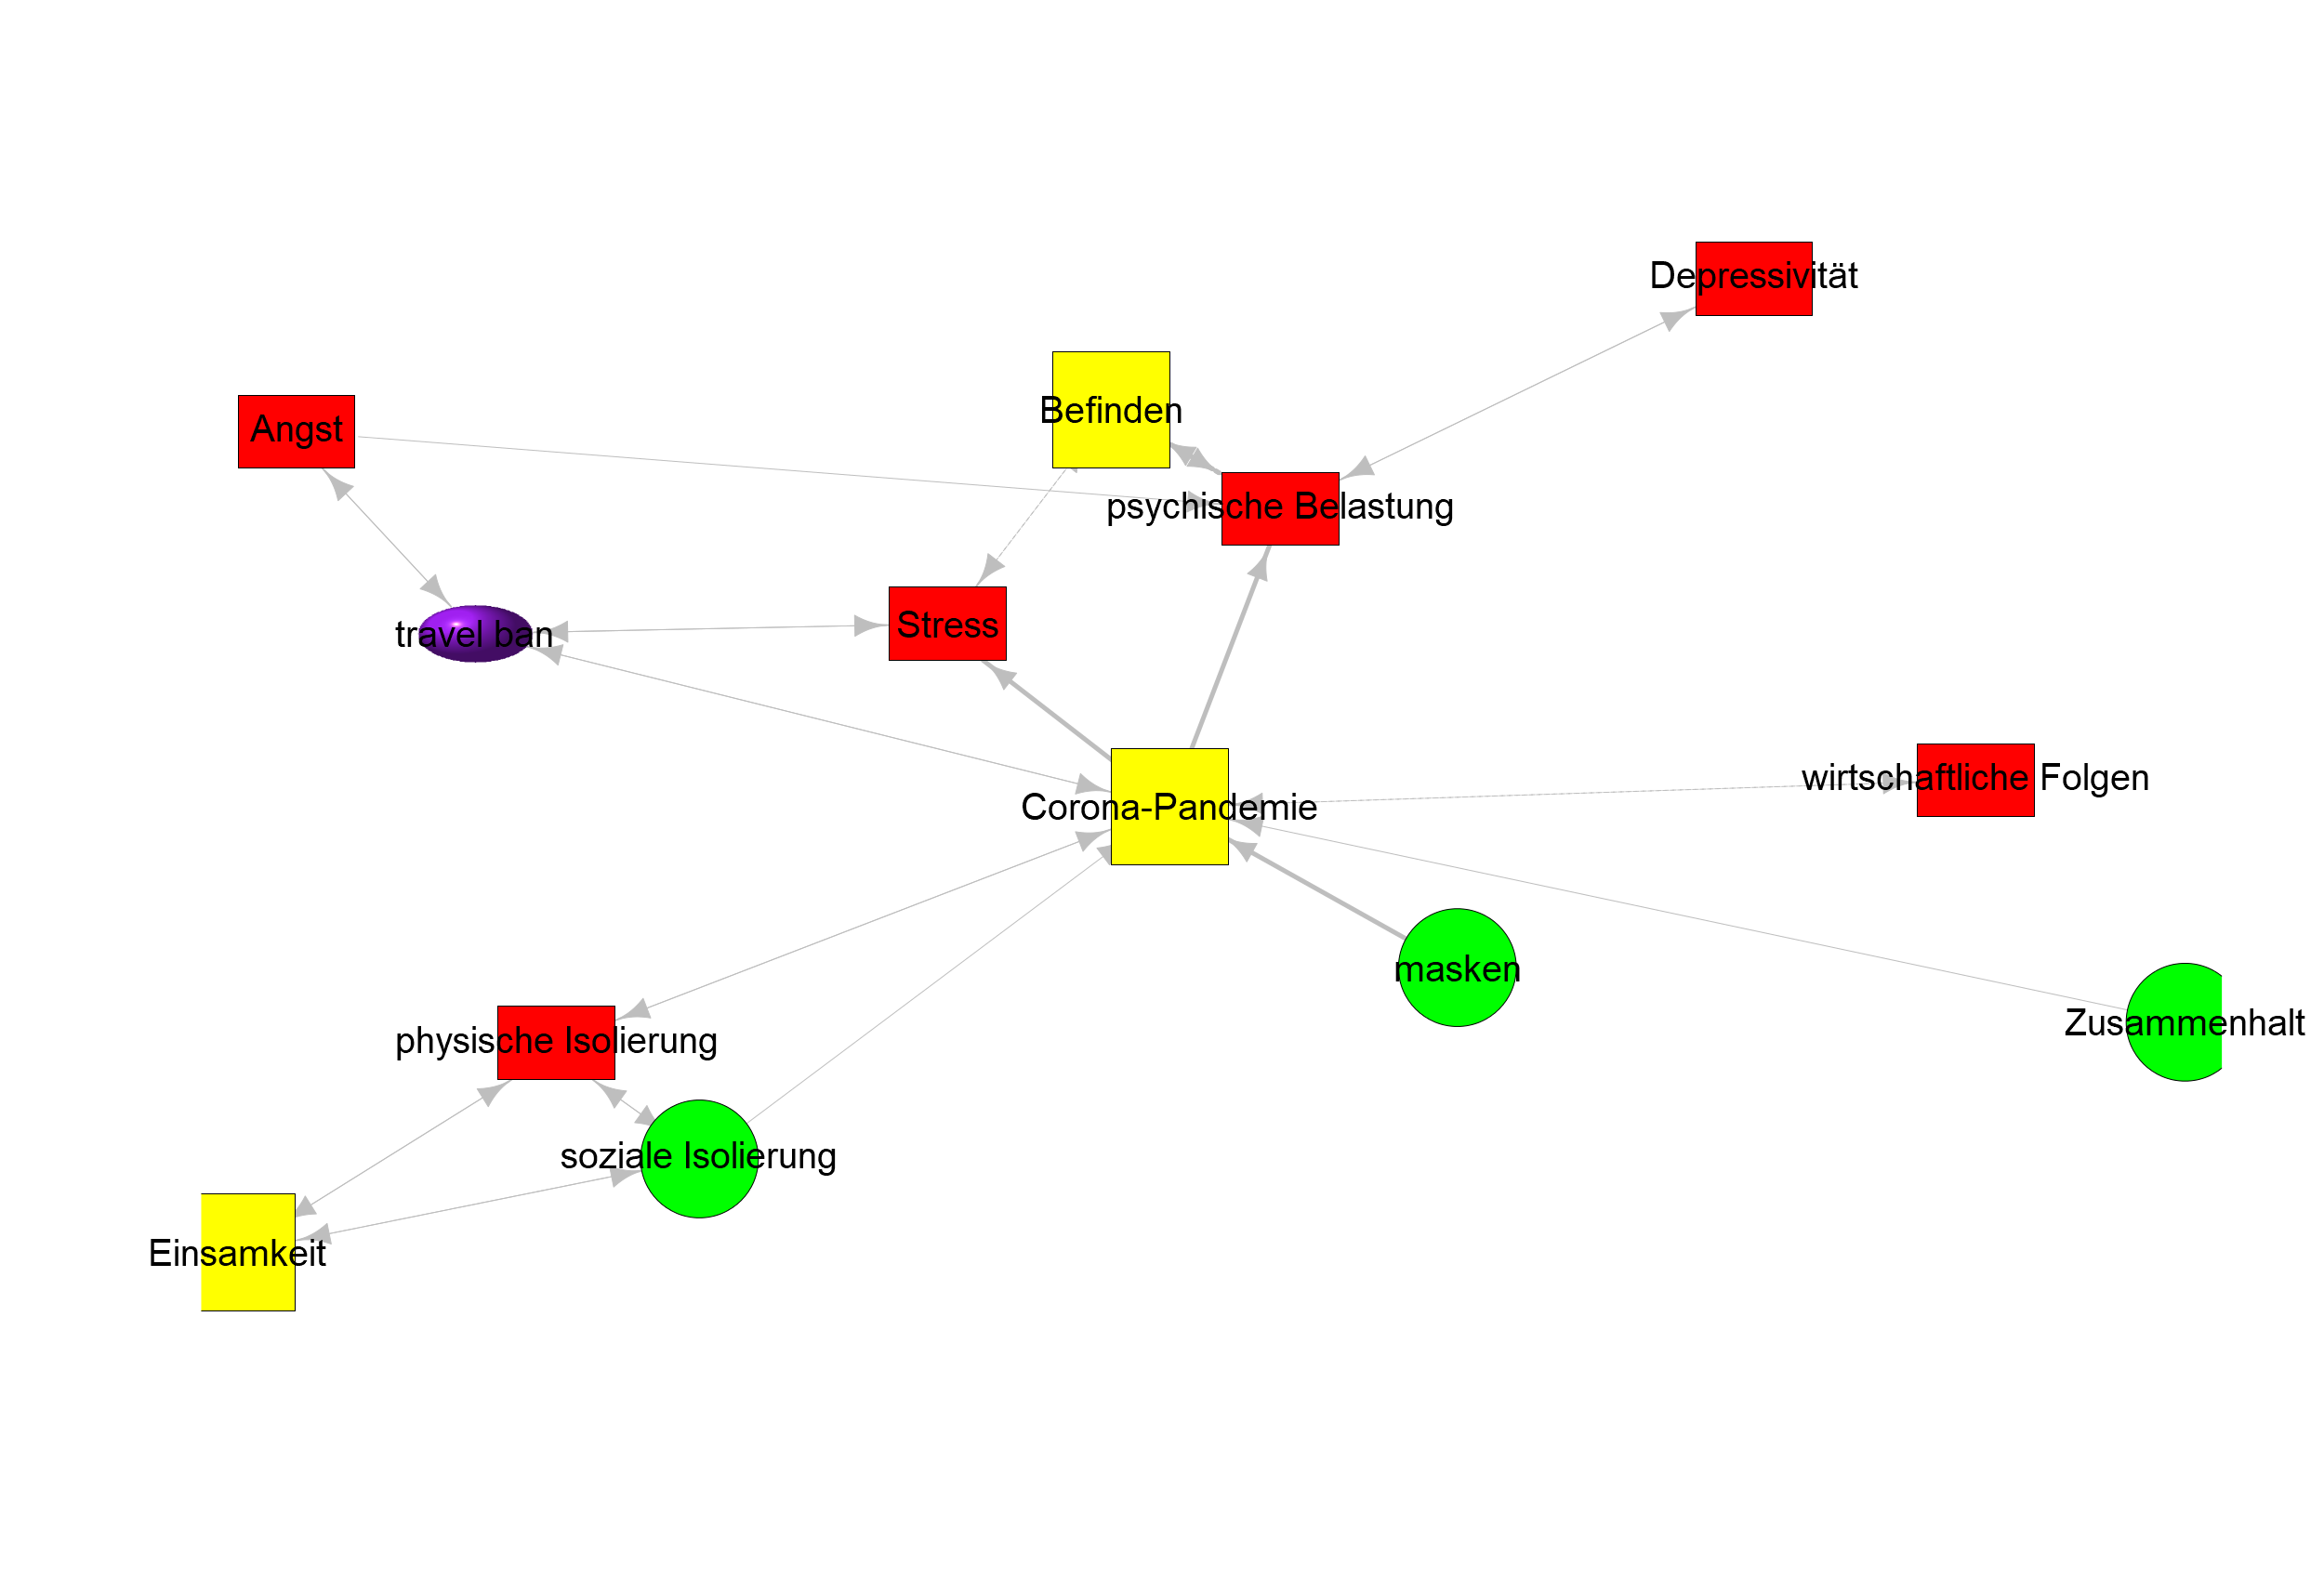 Depressivität
Befinden
Angst
psychische Belastung
Stress
travel ban
wirtschaftliche Folgen
Corona-Pandemie
masken
Zusammenhalt
physische Isolierung
soziale Isolierung
Einsamkeit